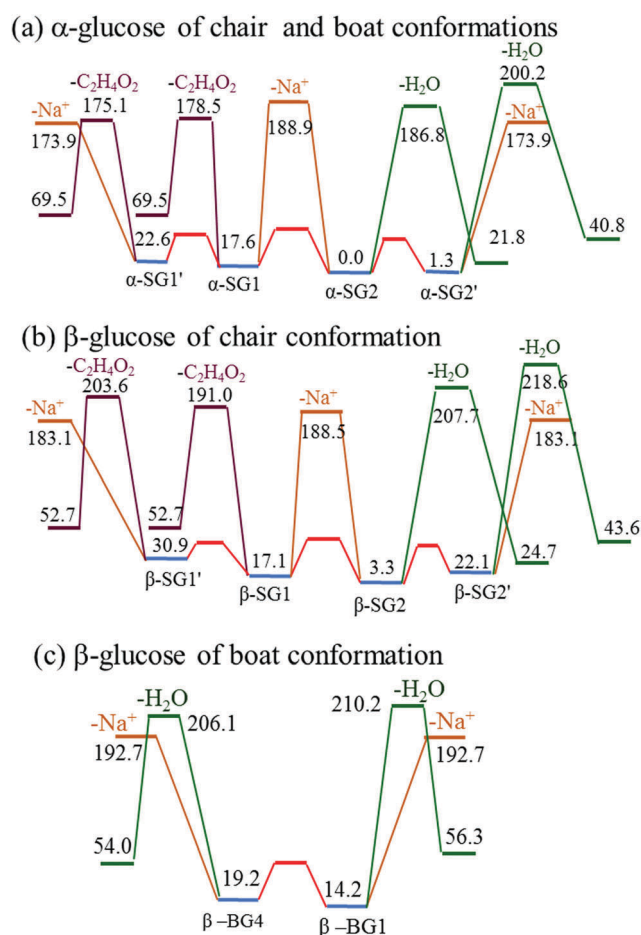 (a) α-glucose of chair and boat conformations
-H₂O
-C₂H₄O₂ -C₂H₄O₂ -Na⁺ -H₂O 200.2
-Na⁺ 175.1 178.5 -Na⁺
173.9 188.9 186.8 173.9
69.5 69.5
22.6 17.6 0.0 1.3 21.8 40.8
α-SG1' α-SG1 α-SG2 α-SG2'
(b) β-glucose of chair conformation
-C₂H₄O₂ -C₂H₄O₂ -H₂O -H₂O
-Na⁺ 203.6 191.0 -Na⁺ 218.6
183.1 188.5 207.7 -Na⁺
183.1
52.7 52.7
30.9 17.1 3.3 22.1 24.7 43.6
β-SG1' β-SG1 β-SG2 β-SG2'
(c) β-glucose of boat conformation
-H₂O 210.2 -H₂O
-Na⁺ 206.1 -Na⁺
192.7 192.7
54.0 56.3
19.2 14.2
β –BG4 β –BG1